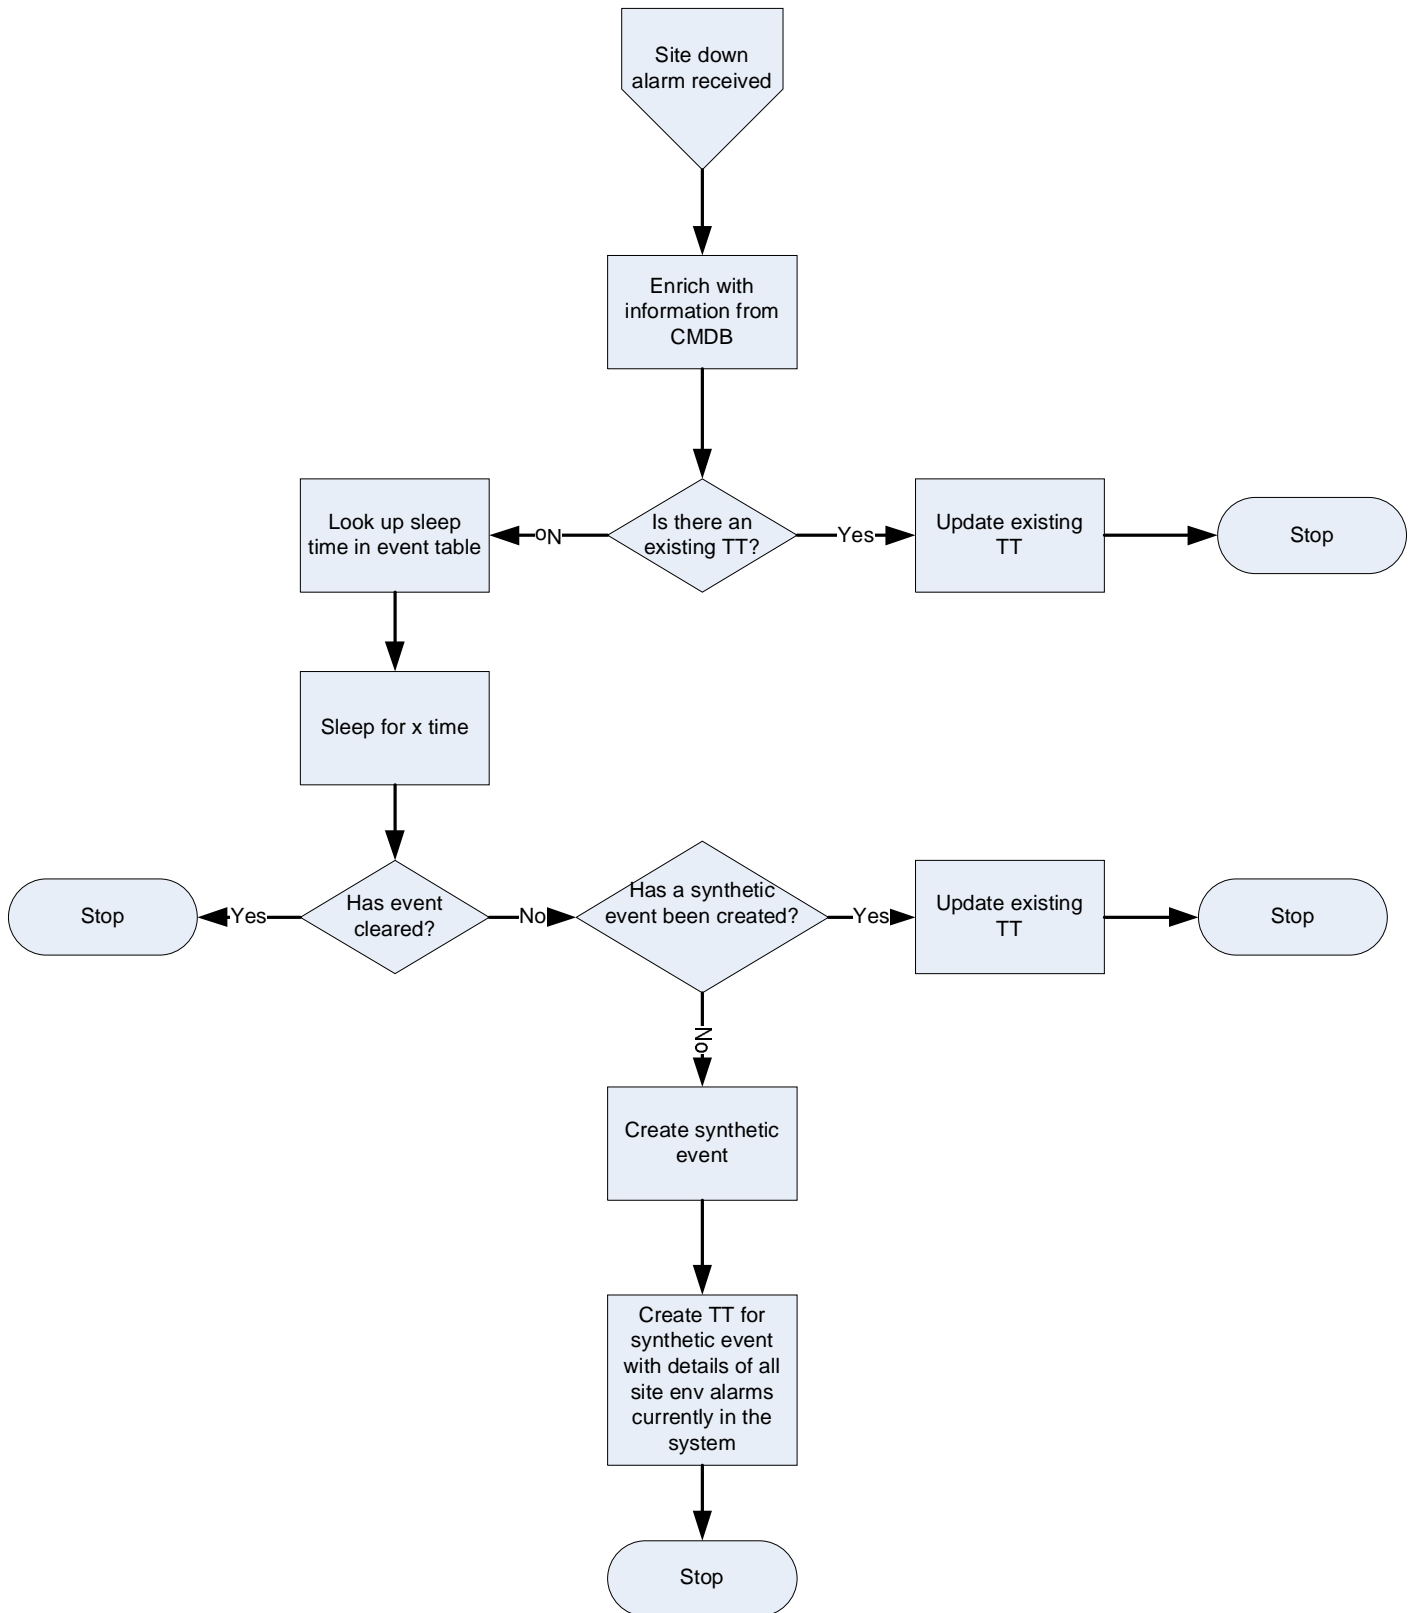 Site down
alarm received
Enrich with
information from
CMDB
Look up sleep
time in event table
No
Is there an
existing TT?
Yes
Update existing
TT
Stop
Sleep for x time
Stop
Yes
Has event
cleared?
No
Has a synthetic
event been created?
Yes
Update existing
TT
Stop
No
Create synthetic
event
Create TT for
synthetic event
with details of all
site env alarms
currently in the
system
Stop